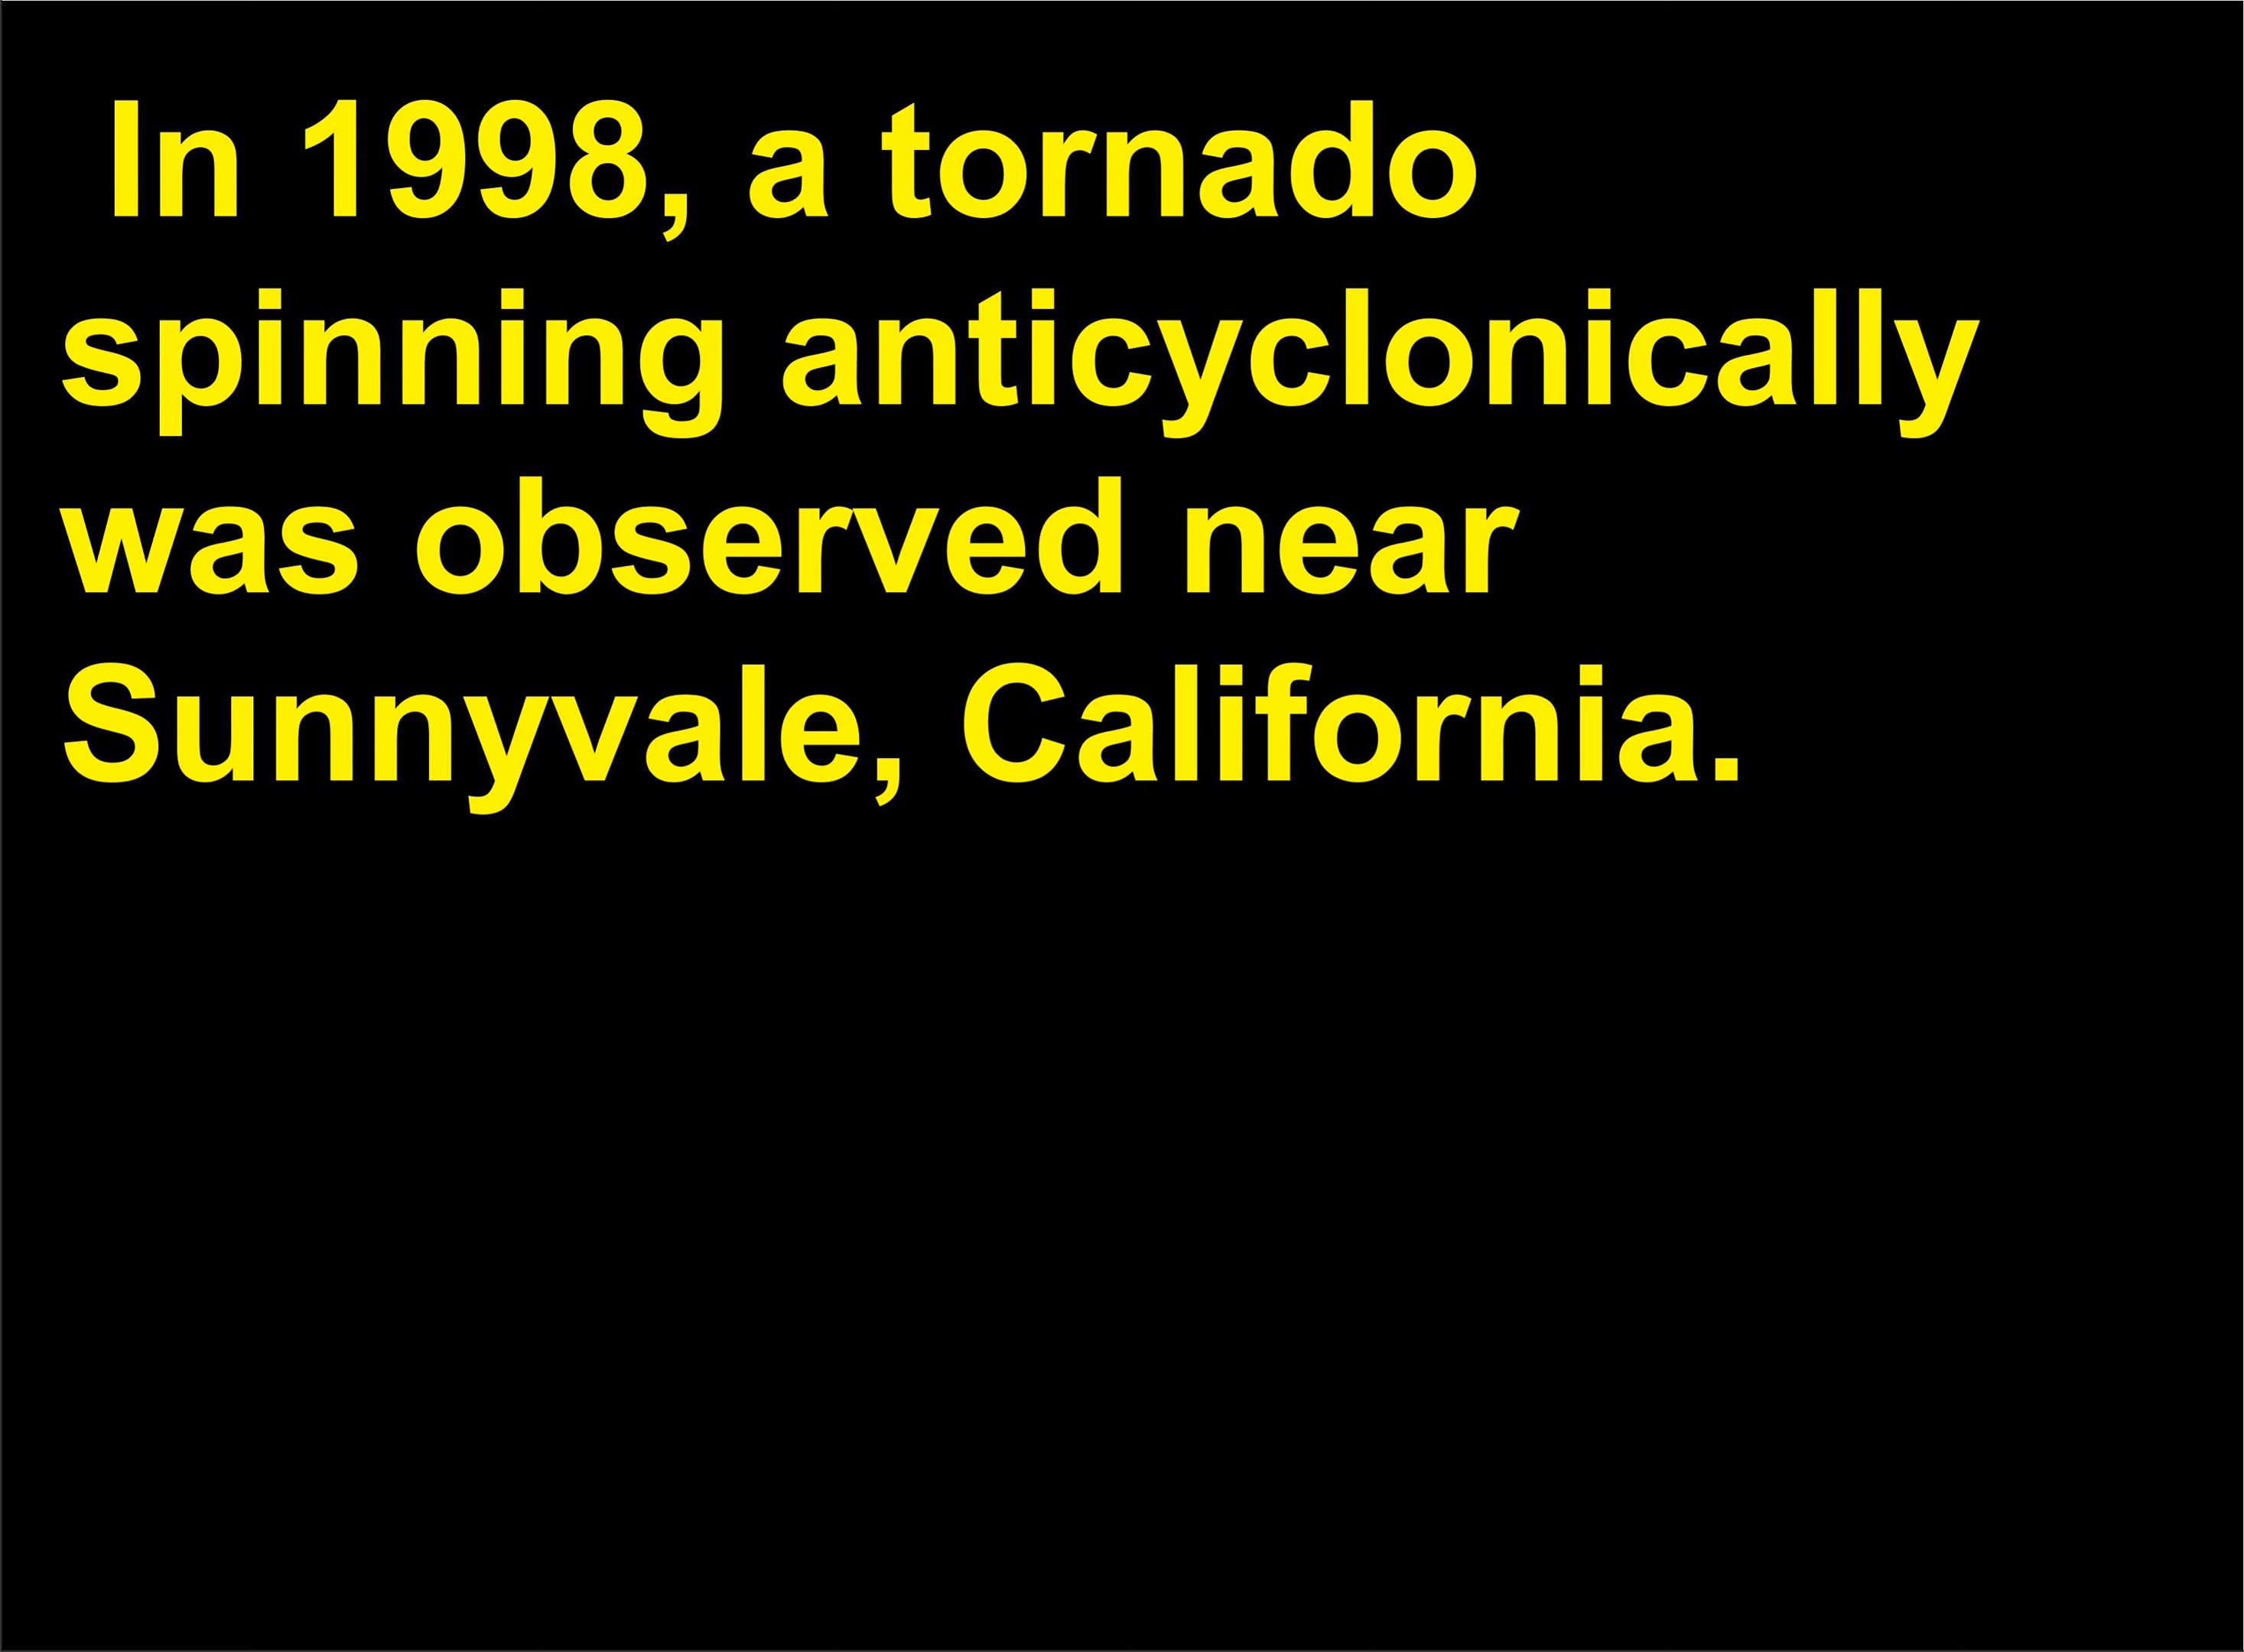 In 1998, a tornado
spinning anticyclonically
was observed near
Sunnyvale, California.